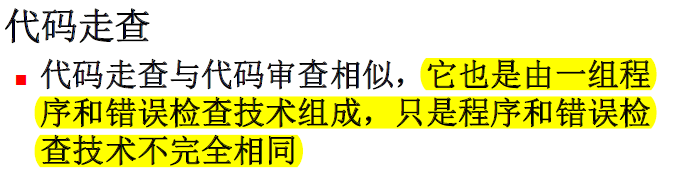 代码走查
代码走查与代码审查相似，它也是由一组程
序和错误检查技术组成，只是程序和错误检
查技术不完全相同